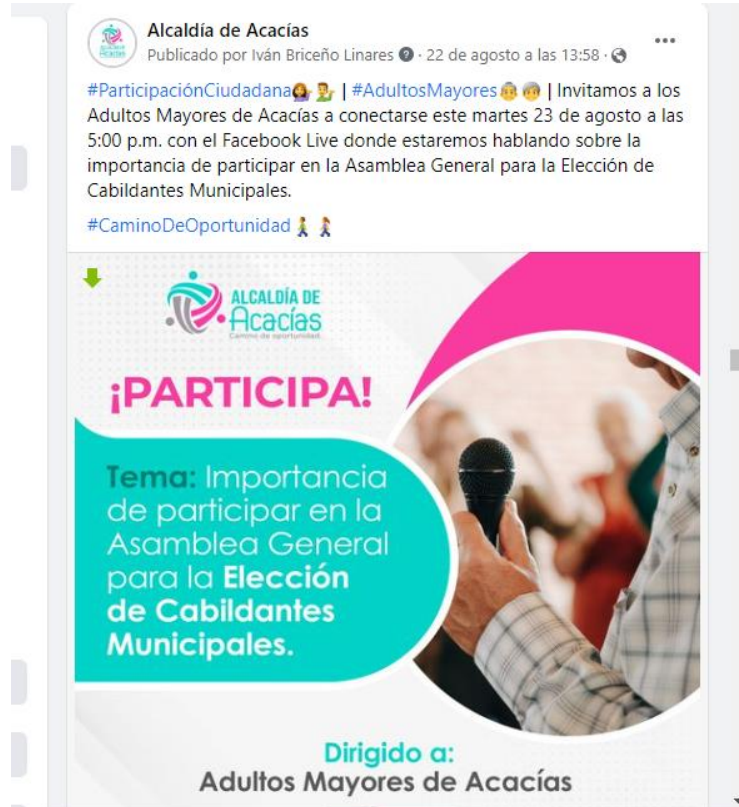 Alcaldía de Acacías
Publicado por Iván Briceño Linares · 22 de agosto a las 13:58 ·
#ParticipaciónCiudadana | #AdultosMayores | Invitamos a los
Adultos Mayores de Acacías a conectarse este martes 23 de agosto a las
5:00 p.m. con el Facebook Live donde estaremos hablando sobre la
importancia de participar en la Asamblea General para la Elección de
Cabildantes Municipales.
#CaminoDeOportunidad
ALCALDÍA DE
Acacías
Camino de oportunidad
¡PARTICIPA!
Tema: Importancia
de participar en la
Asamblea General
para la Elección
de Cabildantes
Municipales.
Dirigido a:
Adultos Mayores de Acacías